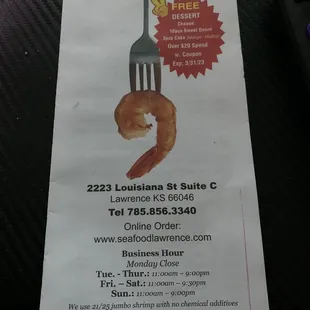 FREE
DESSERT
Choose:
Over $20 Spend
w. Coupon
Exp: 3/31/23
2223 Louisiana St Suite C
Lawrence KS 66046
Tel 785.856.3340
Online Order:
www.seafoodlawrence.com
Business Hour
Monday Close
Tue. - Thur.: 11:00am – 9:00pm
Fri. – Sat.: 11:00am – 9:30pm
Sun.: 11:00am – 9:00pm
We use 21/25 jumbo shrimp with no chemical additives